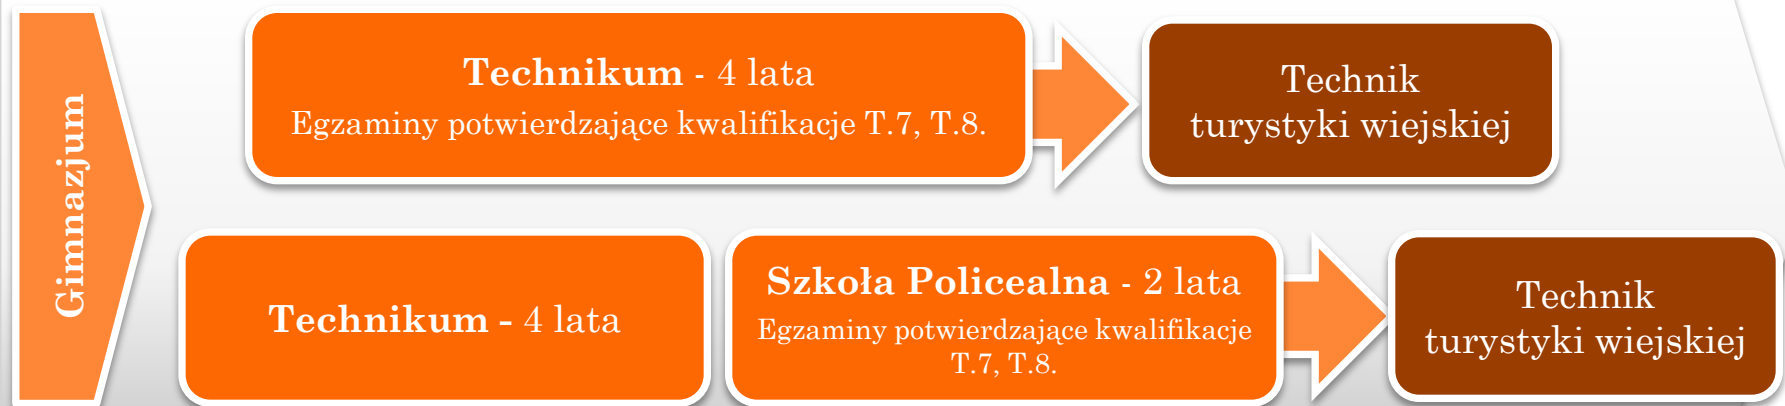 Gimnazjum
Technikum - 4 lata
Egzaminy potwierdzające kwalifikacje T.7, T.8.
Technik
turystyki wiejskiej
Technikum - 4 lata
Szkoła Policealna - 2 lata
Egzaminy potwierdzające kwalifikacje
T.7, T.8.
Technik
turystyki wiejskiej